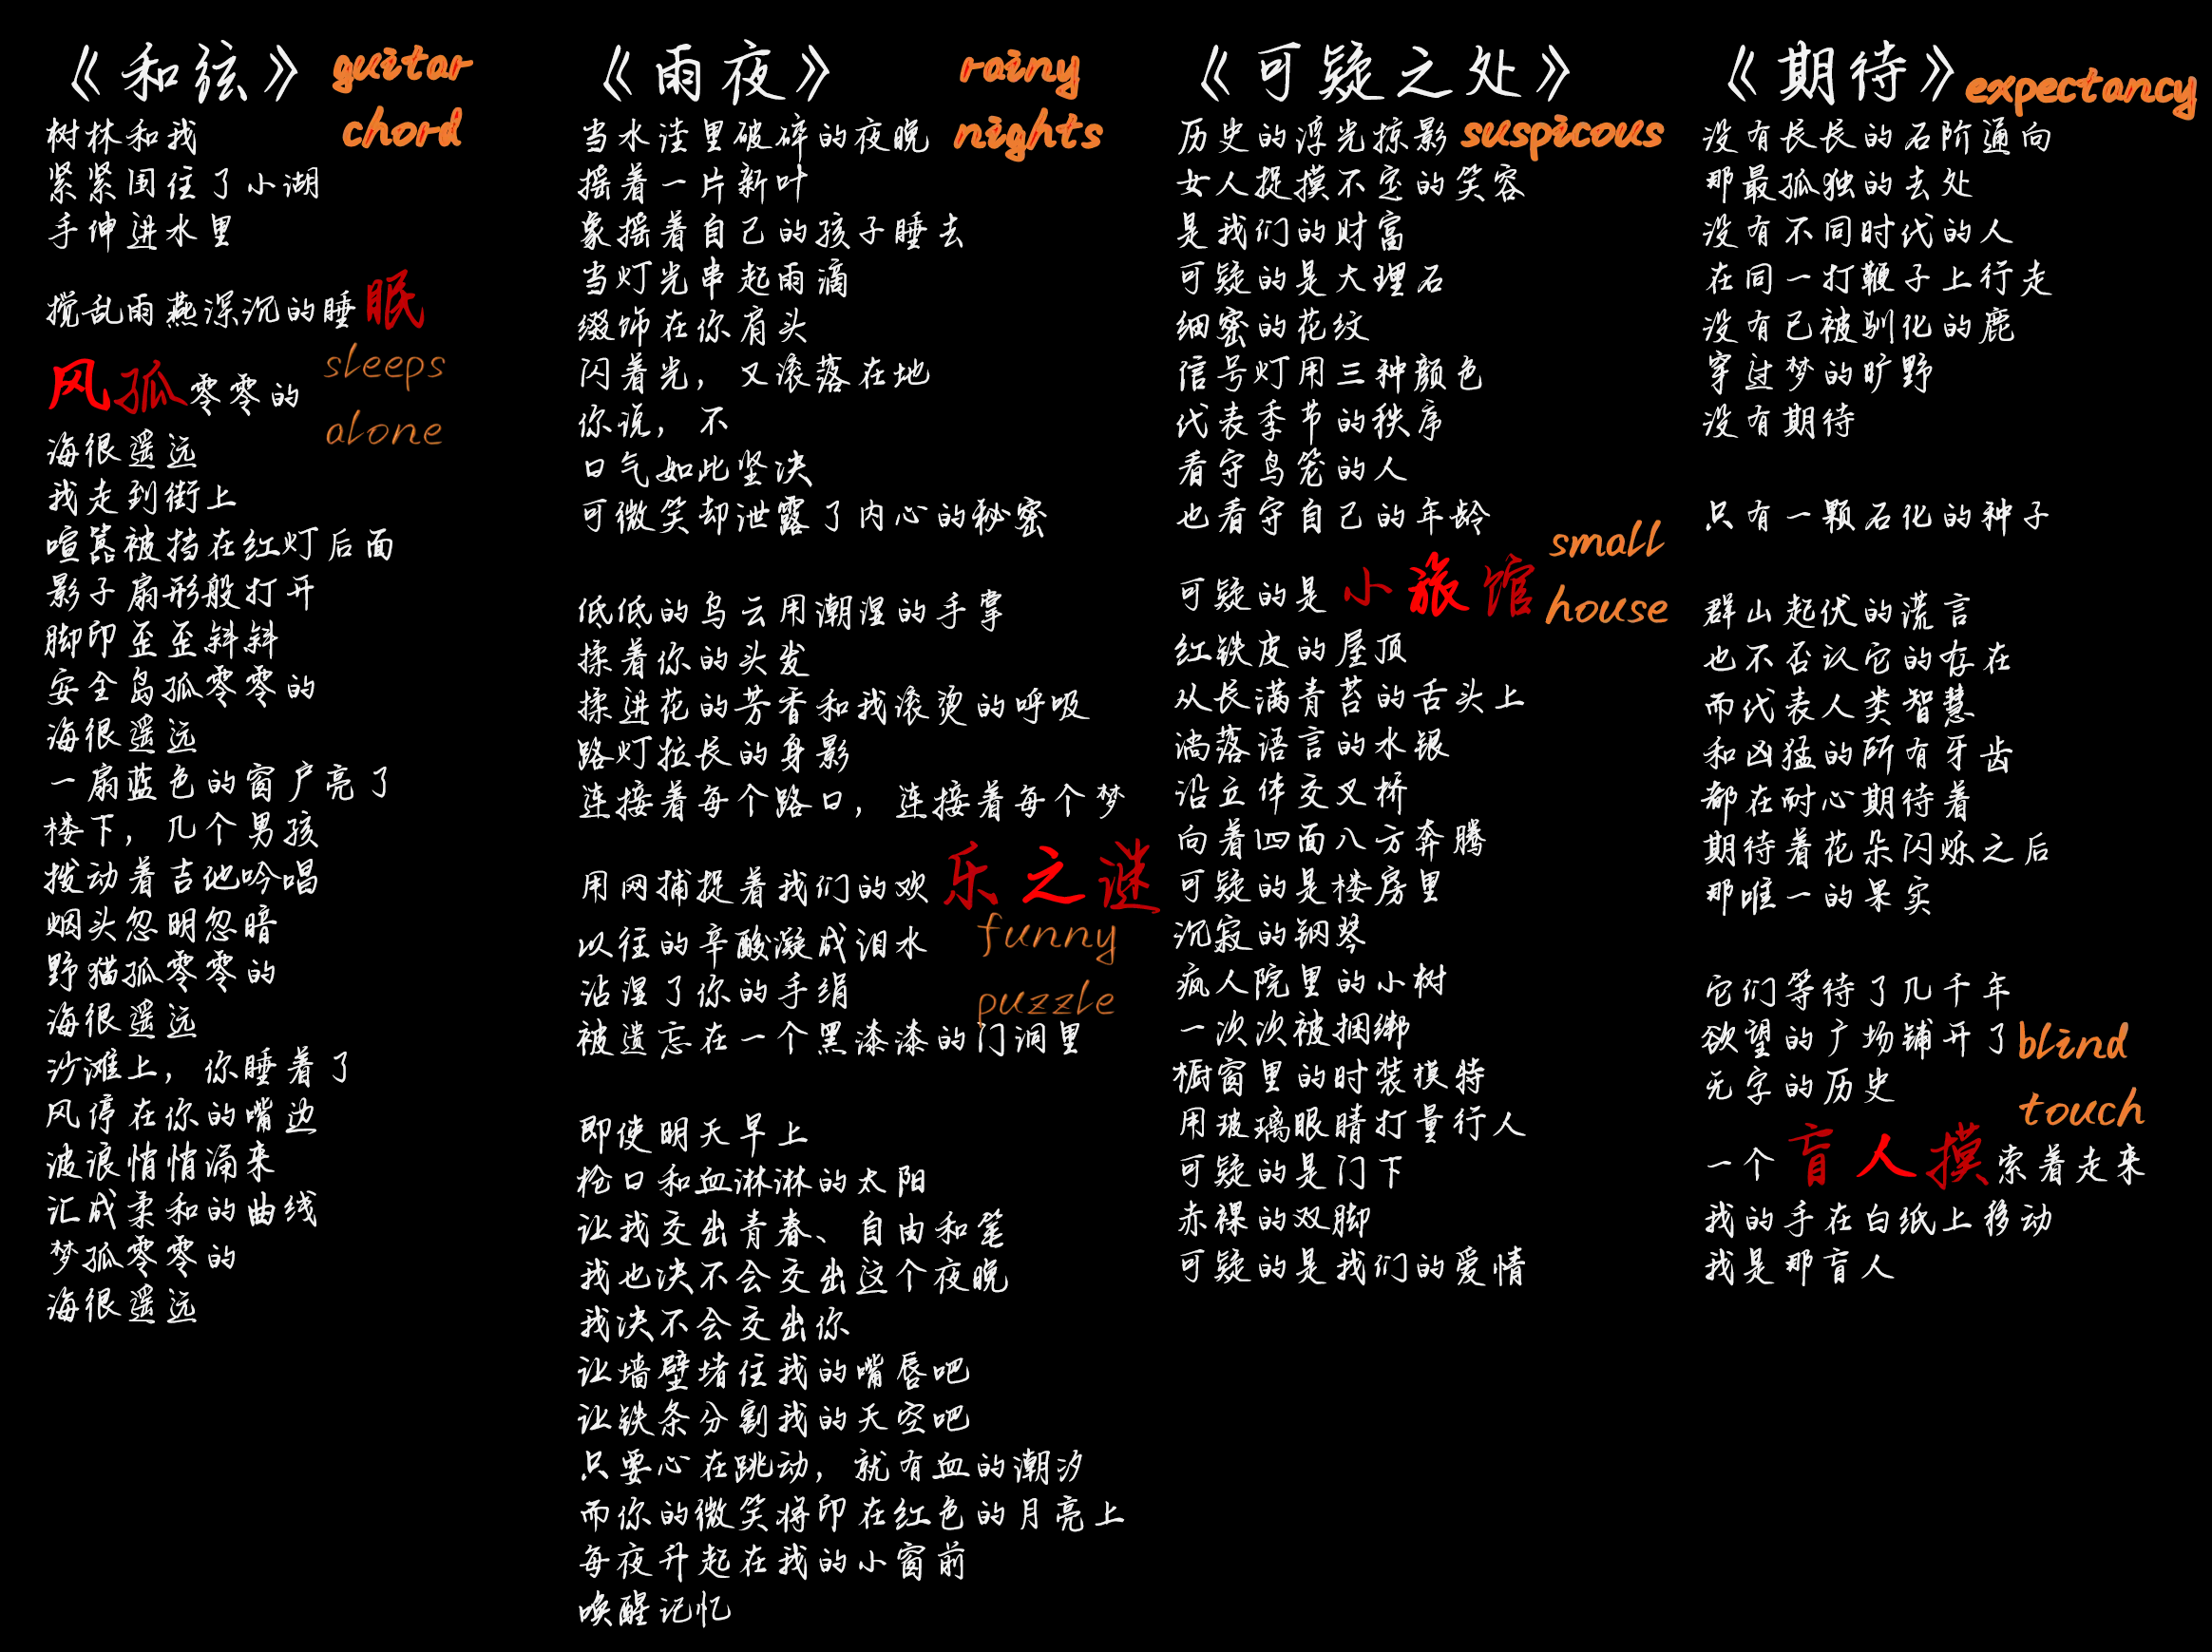 《和弦》 guitar
chord
树林和我
紧紧围住了小湖
手伸进水里
搅乱雨燕深沉的睡眠
sleeps
风孤零零的
alone
海很遥远
我走到街上
喧嚣被挡在红灯后面
影子扇形般打开
脚印歪歪斜斜
安全岛孤零零的
海很遥远
一扇蓝色的窗户亮了
楼下，几个男孩
拨动着吉他吟唱
烟头忽明忽暗
野猫孤零零的
海很遥远
沙滩上，你睡着了
风停在你的嘴边
波浪悄悄涌来
汇成柔和的曲线
梦孤零零的
海很遥远
《雨夜》 rainy
nights
当水洼里破碎的夜晚
摇着一片新叶
象摇着自己的孩子睡去
当灯光串起雨滴
缀饰在你肩头
闪着光，又滚落在地
你说，不
口气如此坚决
可微笑却泄露了内心的秘密
低低的乌云用潮湿的手掌
揉着你的头发
揉进花的芳香和我滚烫的呼吸
路灯拉长的身影
连接着每个路口，连接着每个梦
用网捕捉着我们的欢乐之谜
funny
以往的辛酸凝成泪水
沾湿了你的手绢
puzzle
被遗忘在一个黑漆漆的门洞里
即使明天早上
枪口和血淋淋的太阳
让我交出青春、自由和笔
我也决不会交出这个夜晚
我决不会交出你
让墙壁堵住我的嘴唇吧
让铁条分割我的天空吧
只要心在跳动，就有血的潮汐
而你的微笑将印在红色的月亮上
每夜升起在我的小窗前
唤醒记忆
《可疑之处》
suspicous
历史的浮光掠影
女人捉摸不定的笑容
是我们的财富
可疑的是大理石
细密的花纹
信号灯用三种颜色
代表季节的秩序
看守鸟笼的人
也看守自己的年龄
small
可疑的是小旅馆
house
红铁皮的屋顶
从长满青苔的舌头上
淌落语言的水银
沿立体交叉桥
向着四面八方奔腾
可疑的是楼房里
沉寂的钢琴
疯人院里的小树
一次次被捆绑
橱窗里的时装模特
用玻璃眼睛打量行人
可疑的是门下
赤裸的双脚
可疑的是我们的爱情
《期待》 expectancy
没有长长的石阶通向
那最孤独的去处
没有不同时代的人
在同一打鞭子上行走
没有已被驯化的鹿
穿过梦的旷野
没有期待
只有一颗石化的种子
群山起伏的谎言
也不否认它的存在
而代表人类智慧
和凶猛的所有牙齿
都在耐心期待着
期待着花朵闪烁之后
那唯一的果实
它们等待了几千年
欲望的广场铺开了
blind
无字的历史
touch
一个盲人摸索着走来
我的手在白纸上移动
我是那盲人